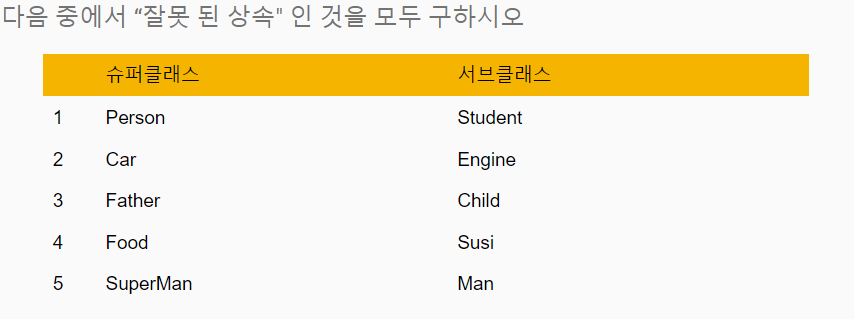 다음 중에서 “잘못 된 상속" 인 것을 모두 구하시오
슈퍼클래스 서브클래스
1 Person Student
2 Car Engine
3 Father Child
4 Food Susi
5 SuperMan Man